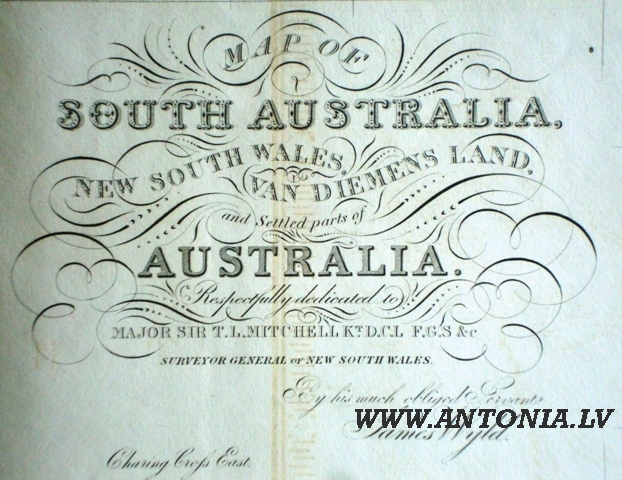 MAP OF
SOUTH AUSTRALIA,
NEW SOUTH WALES,
VAN DIEMENS LAND,
and Settled parts of
AUSTRALIA.
Respectfully dedicated to
MAJOR SIR T.L.MITCHELL KT.D.C.L F.G.S &c
SURVEYOR GENERAL OF NEW SOUTH WALES.
By his much obliged Servant
WWW.ANTONIA.LV
James Wyld.
Charing Cross East.